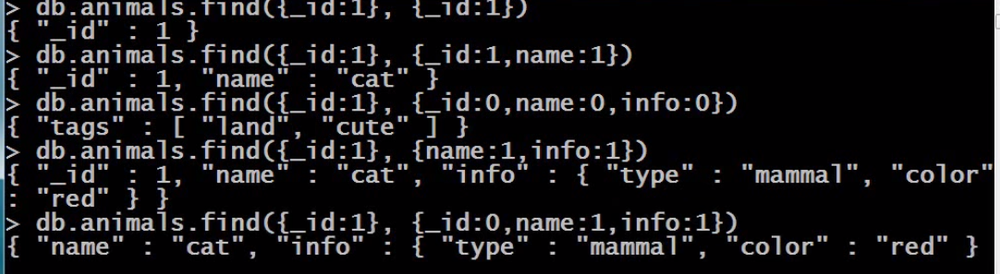 > db.animals.find({_id:1}, {_id:1})
{ "_id" : 1 }
> db.animals.find({_id:1}, {_id:1,name:1})
{ "_id" : 1, "name" : "cat" }
> db.animals.find({_id:1}, {_id:0,name:0,info:0})
{ "tags" : [ "land", "cute" ] }
> db.animals.find({_id:1}, {name:1,info:1})
{ "_id" : 1, "name" : "cat", "info" : { "type" : "mammal", "color"
: "red" } }
> db.animals.find({_id:1}, {_id:0,name:1,info:1})
{ "name" : "cat", "info" : { "type" : "mammal", "color" : "red" }